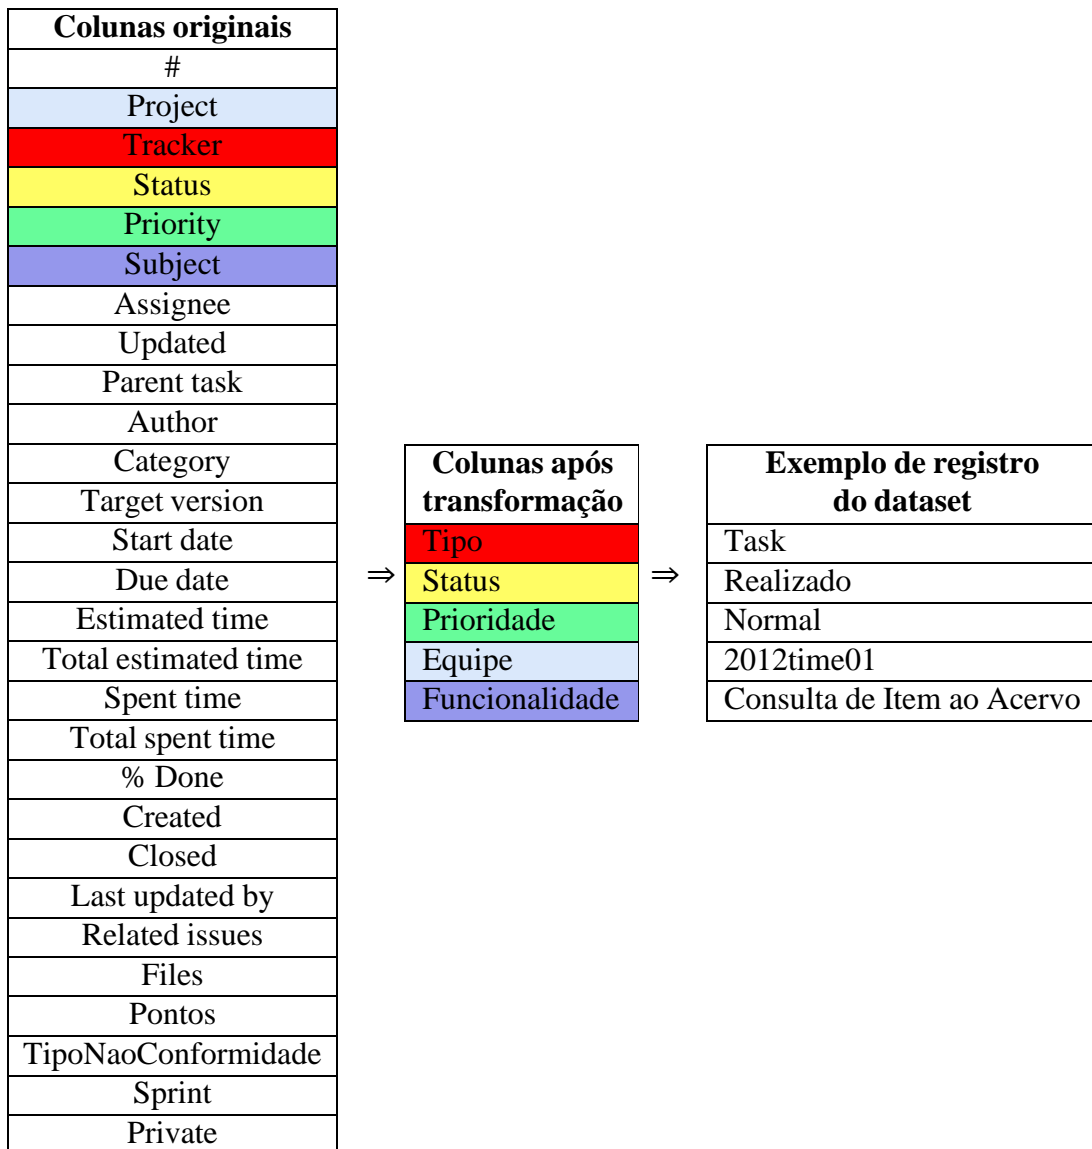 Colunas originais
#
Project
Tracker
Status
Priority
Subject
Assignee
Updated
Parent task
Author
Category
Target version
Start date
Due date
Estimated time
Total estimated time
Spent time
Total spent time
% Done
Created
Closed
Last updated by
Related issues
Files
Pontos
TipoNaoConformidade
Sprint
Private
⇒
Colunas após
transformação
Tipo
Status
Prioridade
Equipe
Funcionalidade
⇒
Exemplo de registro
do dataset
Task
Realizado
Normal
2012time01
Consulta de Item ao Acervo